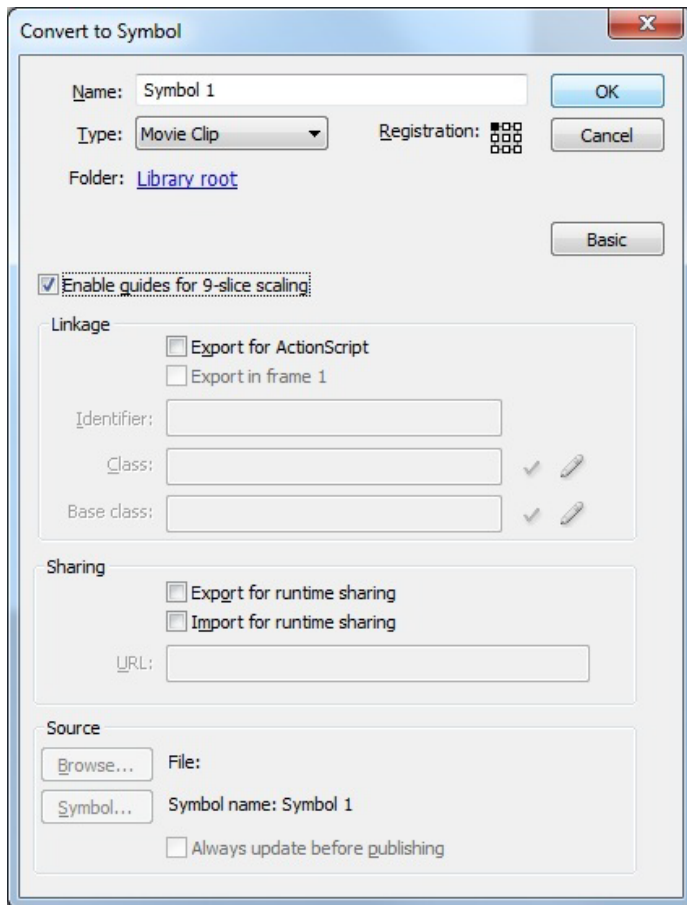 Convert to Symbol
Name: Symbol 1 OK
Type: Movie Clip Registration: Cancel
Folder: Library root
Basic
Enable guides for 9-slice scaling
Linkage
Export for ActionScript
Export in frame 1
Identifier:
Class:
Base class:
Sharing
Export for runtime sharing
Import for runtime sharing
URL:
Source
Browse... File:
Symbol... Symbol name: Symbol 1
Always update before publishing